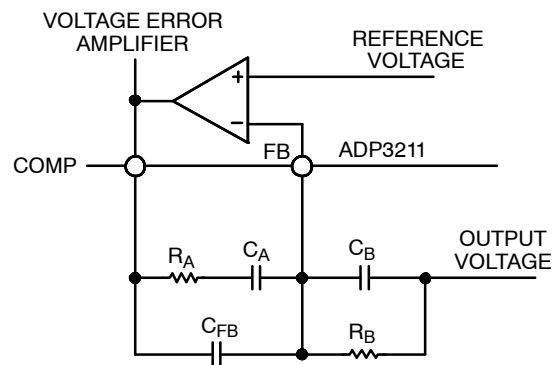 VOLTAGE ERROR
AMPLIFIER
REFERENCE
VOLTAGE
+
−
FB
ADP3211
COMP
OUTPUT
VOLTAGE
RA
CA
CB
CFB
RB